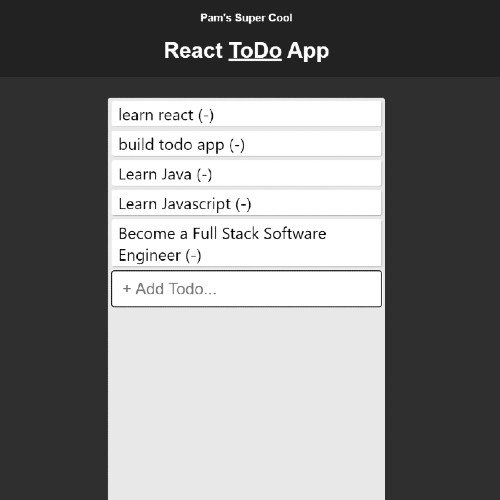 Pam's Super Cool
React ToDo App
learn react (-)
build todo app (-)
Learn Java (-)
Learn Javascript (-)
Become a Full Stack Software
Engineer (-)
+ Add Todo...